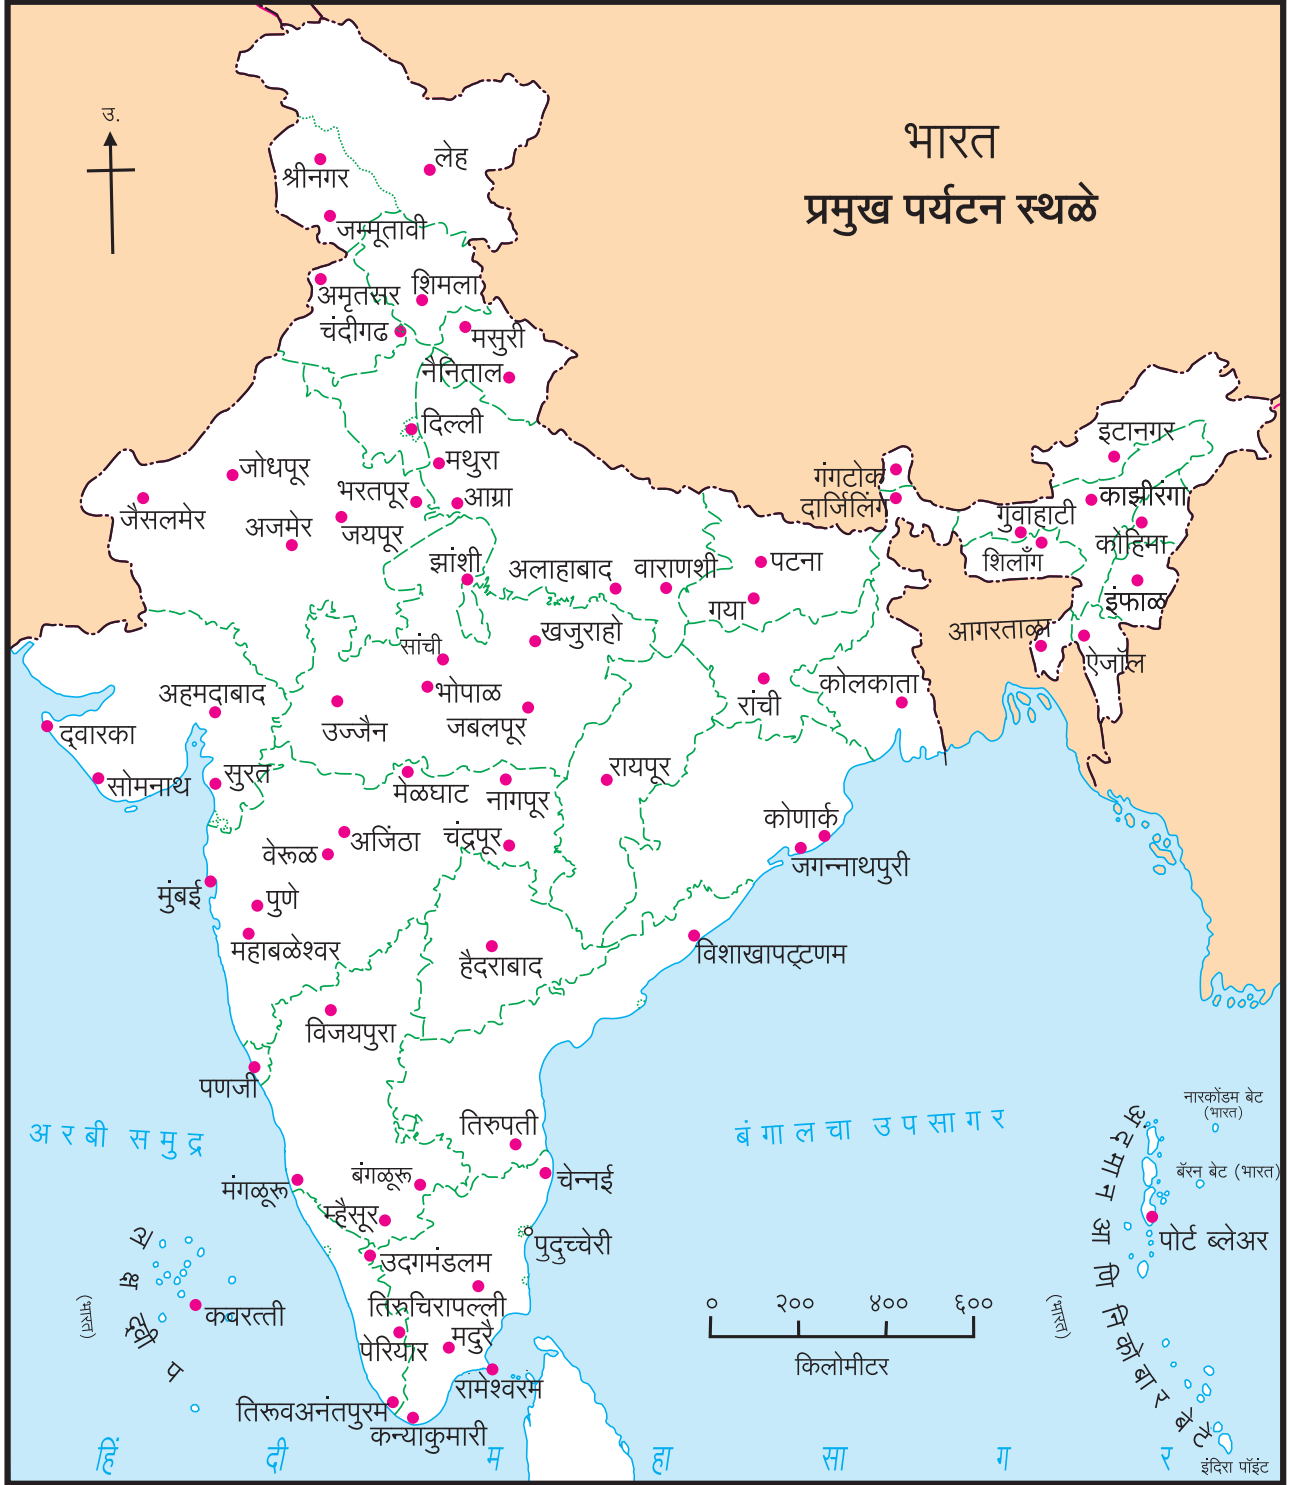 उ.
भारत
प्रमुख पर्यटन स्थळे
लेह
श्रीनगर
जम्मूतावी
अमृतसर
शिमला
चंदीगढ
मसुरी
नैनिताल
दिल्ली
मथुरा
जोधपूर
भरतपूर
आग्रा
जैसलमेर
अजमेर
जयपूर
झांशी
अलाहाबाद
वाराणशी
पटना
गया
गंगटोक
दार्जिलिंग
इटानगर
काझीरंगा
गुवाहाटी
कोहिमा
शिलाँग
इंफाळ
आगरताळा
ऐजॉल
खजुराहो
सांची
भोपाळ
जबलपूर
उज्जैन
रांची
कोलकाता
अहमदाबाद
द्वारका
सोमनाथ
सुरत
मेळघाट
नागपूर
रायपूर
कोणार्क
जगन्नाथपुरी
अजिंठा
वेरूळ
चंद्रपूर
मुंबई
पुणे
महाबळेश्वर
हैदराबाद
विशाखापट्टणम
विजयपुरा
पणजी
तिरुपती
अरबी समुद्र
बंगालचा उपसागर
नारकोंडम बेट
(भारत)
बॅरन बेट (भारत)
मंगळूरू
बंगळूरू
चेन्नई
म्हैसूर
पुदुच्चेरी
उदगमंडलम
पोर्ट ब्लेअर
अंदमान आणि निकोबार बेटे
(भारत)
लक्षद्वीप
(भारत)
कवरत्ती
तिरुचिरापल्ली
पेरियार
मदुरै
रामेश्वरम
तिरूवअनंतपुरम
कन्याकुमारी
० २०० ४०० ६००
किलोमीटर
हिंदी महासागर
इंदिरा पॉइंट